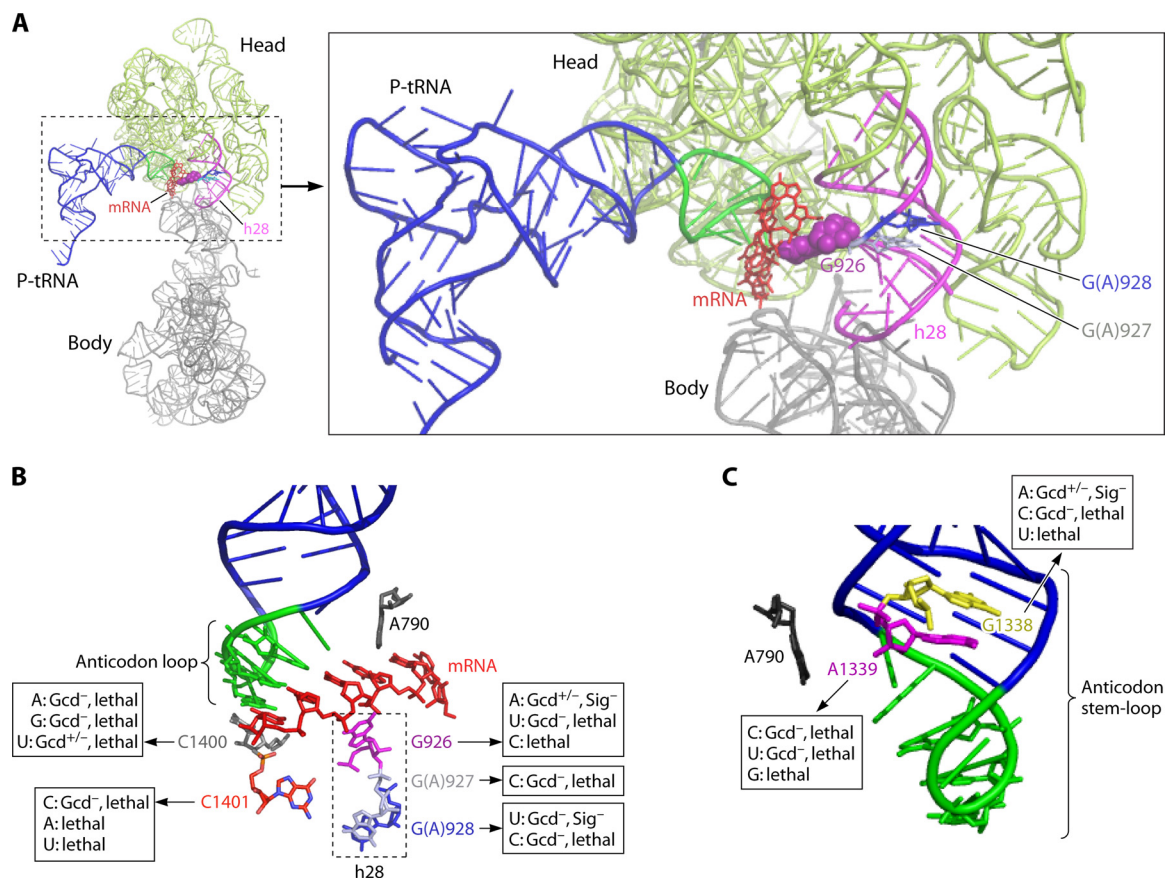 A
Head
P-tRNA
mRNA
h28
Body
Head
P-tRNA
G926
mRNA
G(A)928
h28
G(A)927
Body
B
A790
mRNA
Anticodon loop
A: Gcd⁻, lethal
G: Gcd⁻, lethal
U: Gcd⁺/⁻, lethal
C1400
C: Gcd⁻, lethal
A: lethal
U: lethal
C1401
G926
A: Gcd⁺/⁻, Sig⁻
U: Gcd⁻, lethal
C: lethal
G(A)927
C: Gcd⁻, lethal
G(A)928
U: Gcd⁻, Sig⁻
C: Gcd⁻, lethal
h28
C
A: Gcd⁺/⁻, Sig⁻
C: Gcd⁻, lethal
U: lethal
G1338
A790
A1339
C: Gcd⁻, lethal
U: Gcd⁻, lethal
G: lethal
Anticodon
stem-loop